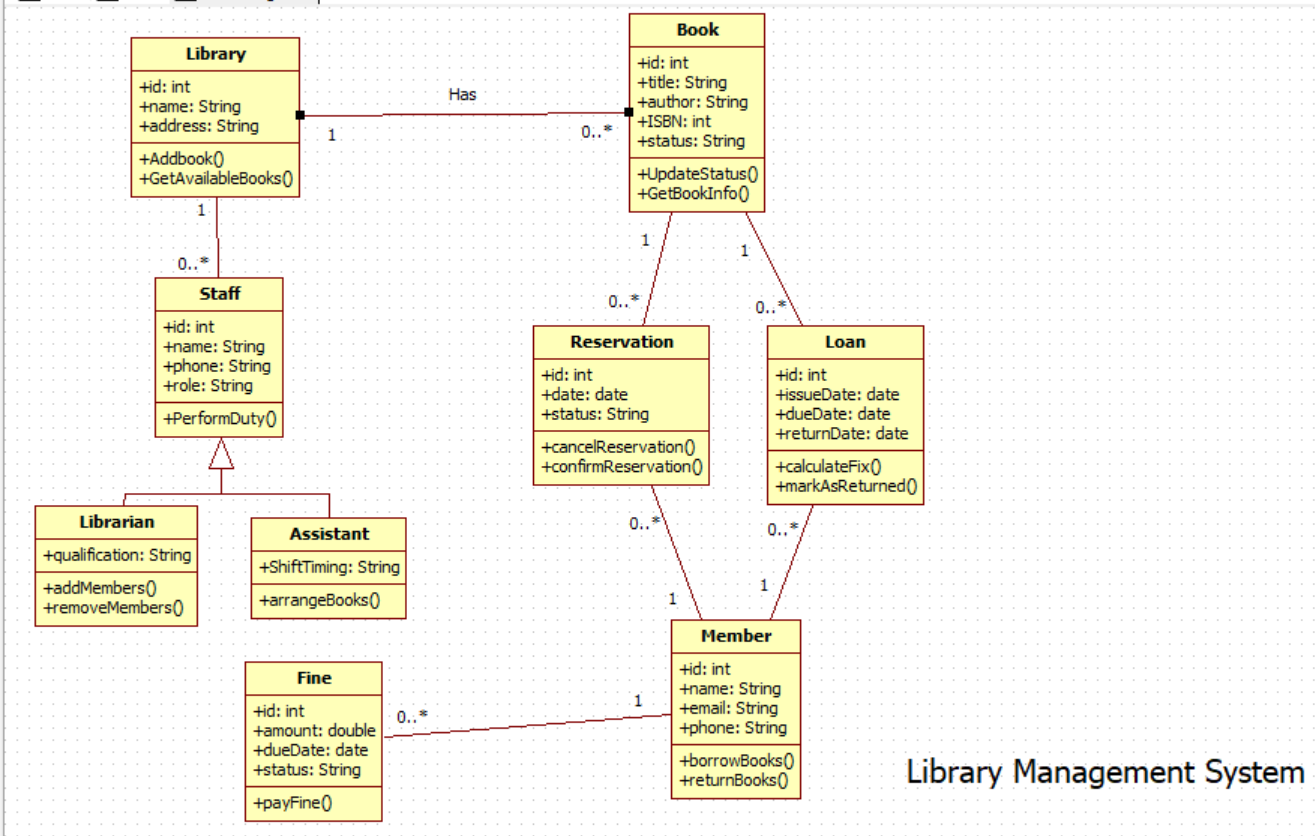 Library
+id: int
+name: String
+address: String
+Addbook()
+GetAvailableBooks()
Has
1
0..*
Book
+id: int
+title: String
+author: String
+ISBN: int
+status: String
+UpdateStatus()
+GetBookInfo()
1
0..*
Staff
+id: int
+name: String
+phone: String
+role: String
+PerformDuty()
1
0..*
1
0..*
Reservation
+id: int
+date: date
+status: String
+cancelReservation()
+confirmReservation()
Loan
+id: int
+issueDate: date
+dueDate: date
+returnDate: date
+calculateFix()
+markAsReturned()
Librarian
+qualification: String
+addMembers()
+removeMembers()
Assistant
+ShiftTiming: String
+arrangeBooks()
0..*
1
0..*
1
Member
+id: int
+name: String
+email: String
+phone: String
+borrowBooks()
+returnBooks()
Fine
+id: int
+amount: double
+dueDate: date
+status: String
+payFine()
0..*
1
Library Management System